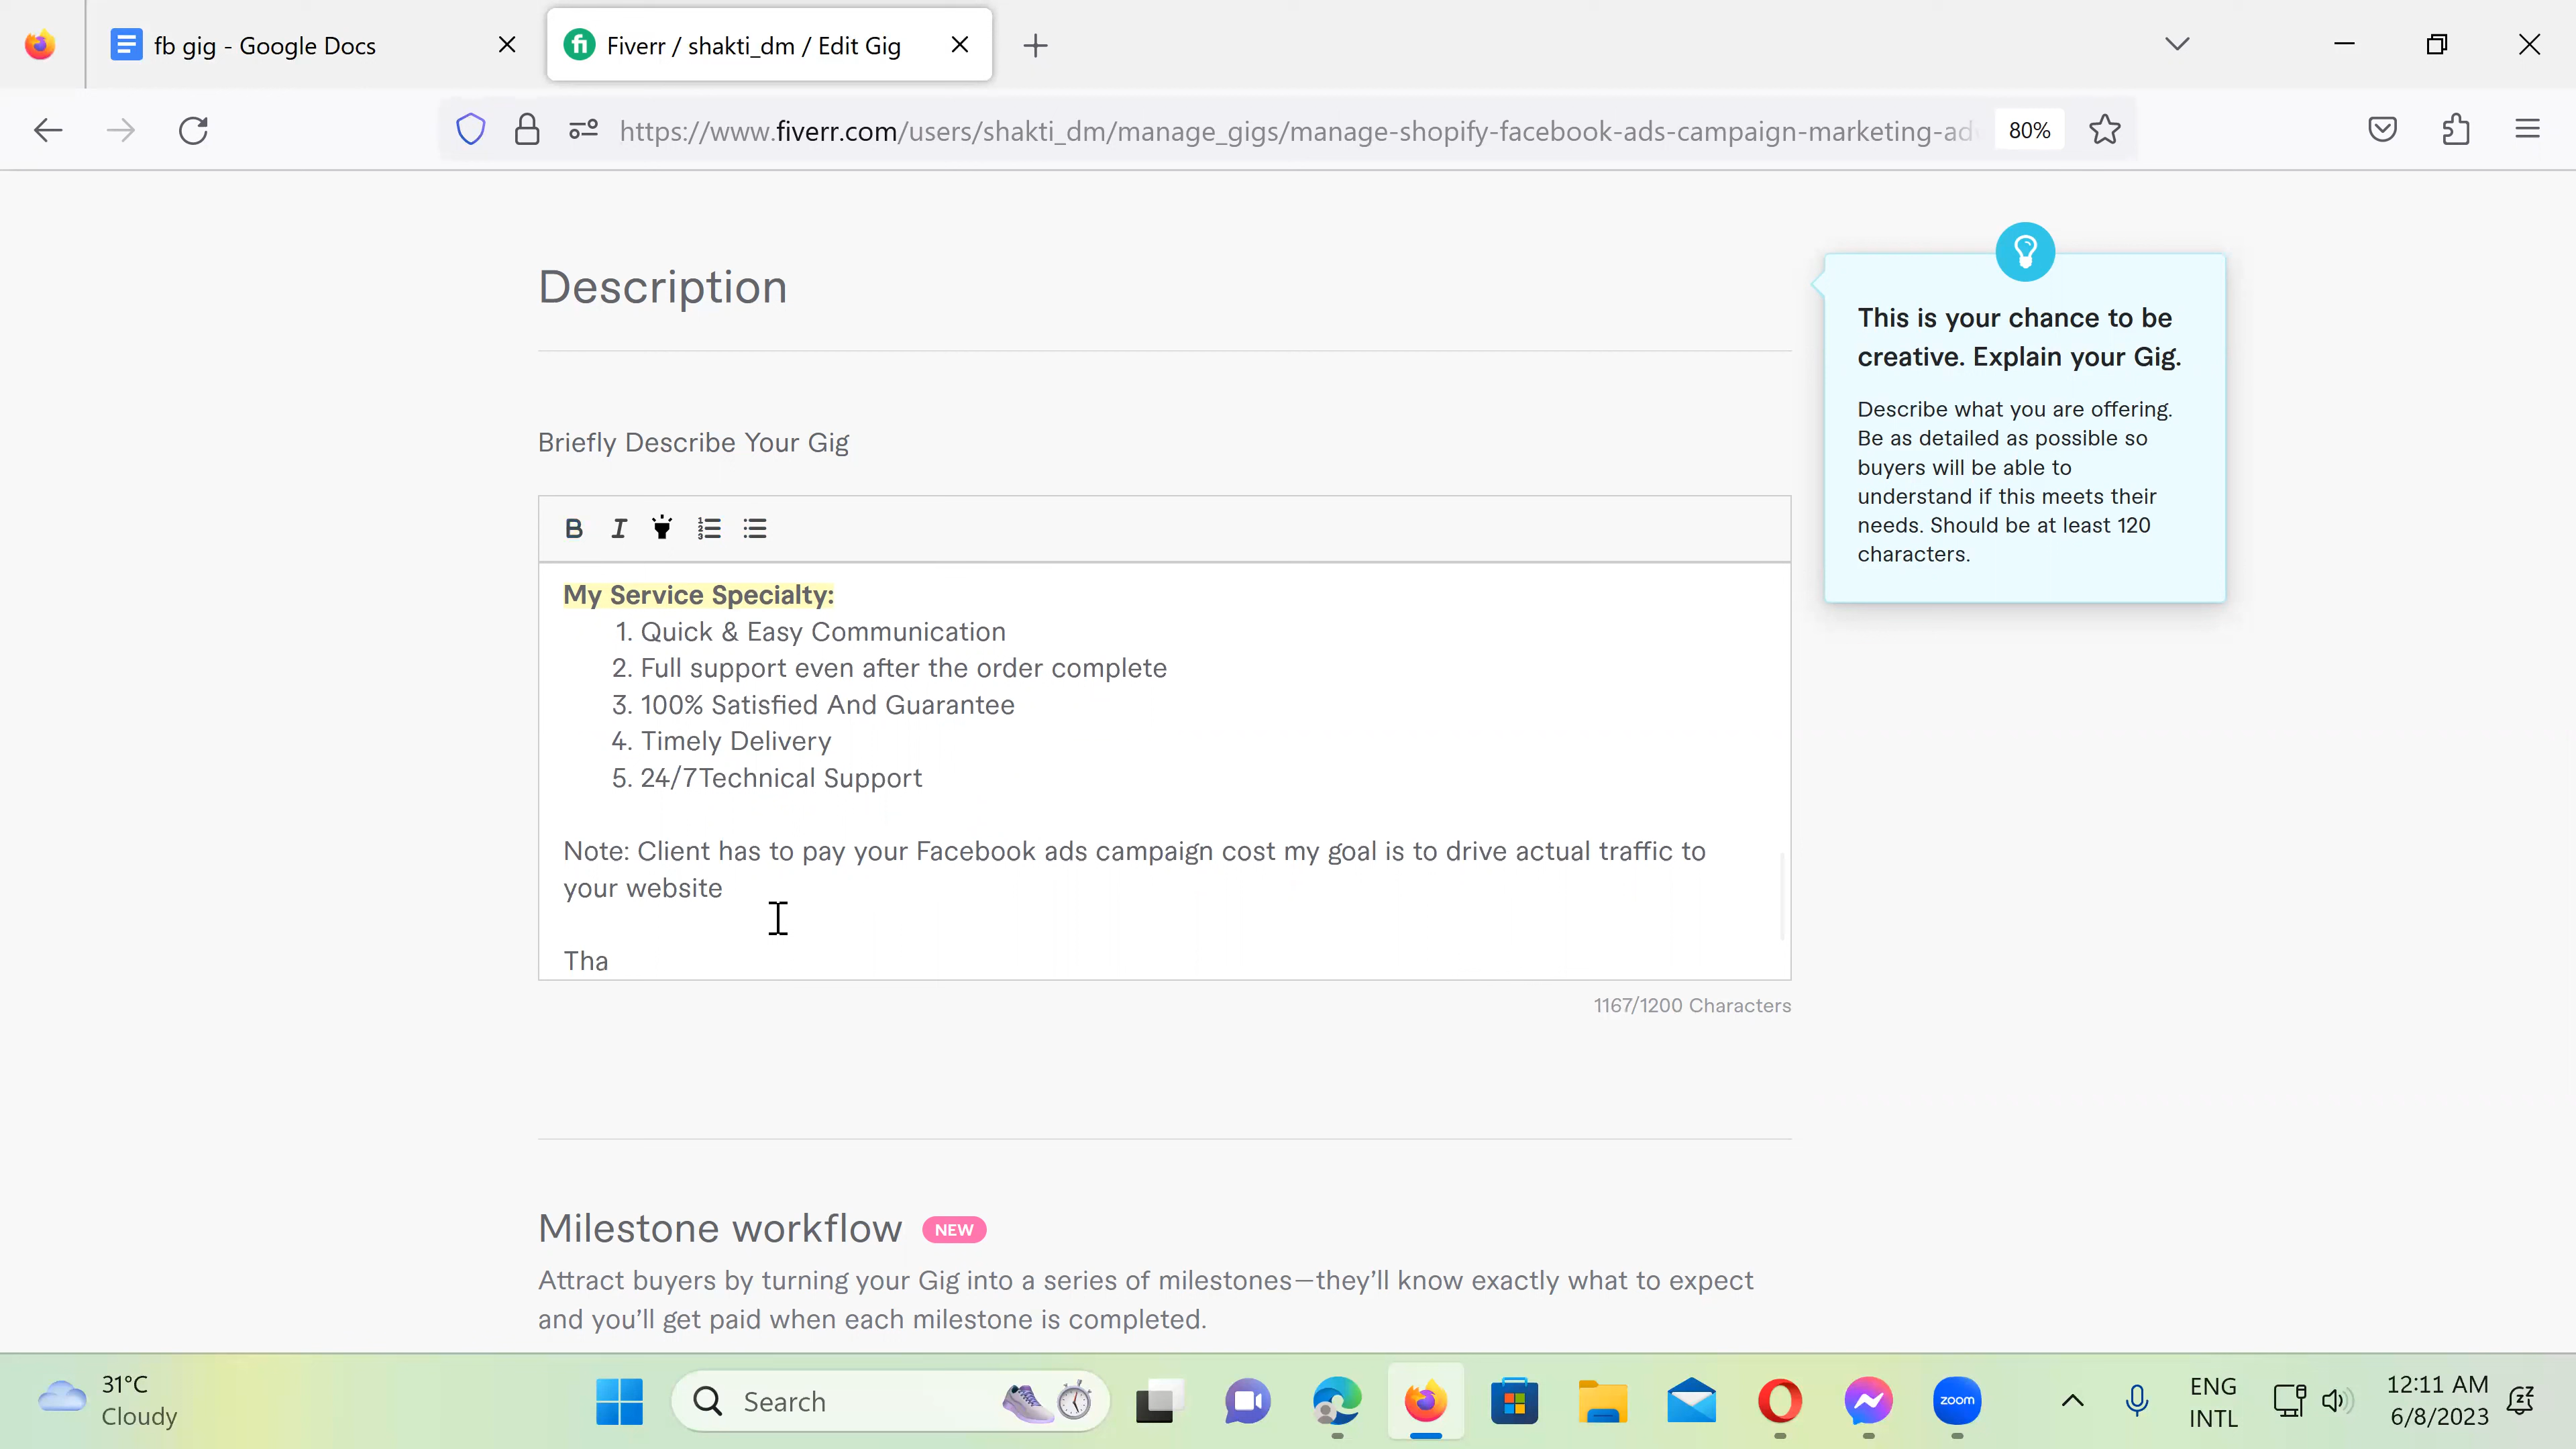 fb gig - Google Docs
Fiverr / shakti_dm / Edit Gig
https://www.fiverr.com/users/shakti_dm/manage_gigs/manage-shopify-facebook-ads-campaign-marketing-ad
80%
Description
Briefly Describe Your Gig
B I
My Service Specialty:
1. Quick & Easy Communication
2. Full support even after the order complete
3. 100% Satisfied And Guarantee
4. Timely Delivery
5. 24/7Technical Support
Note: Client has to pay your Facebook ads campaign cost my goal is to drive actual traffic to
your website
Tha
1167/1200 Characters
This is your chance to be
creative. Explain your Gig.
Describe what you are offering.
Be as detailed as possible so
buyers will be able to
understand if this meets their
needs. Should be at least 120
characters.
Milestone workflow NEW
Attract buyers by turning your Gig into a series of milestones—they'll know exactly what to expect
and you'll get paid when each milestone is completed.
31°C
Cloudy
Search
zoom
ENG
INTL
12:11 AM
6/8/2023